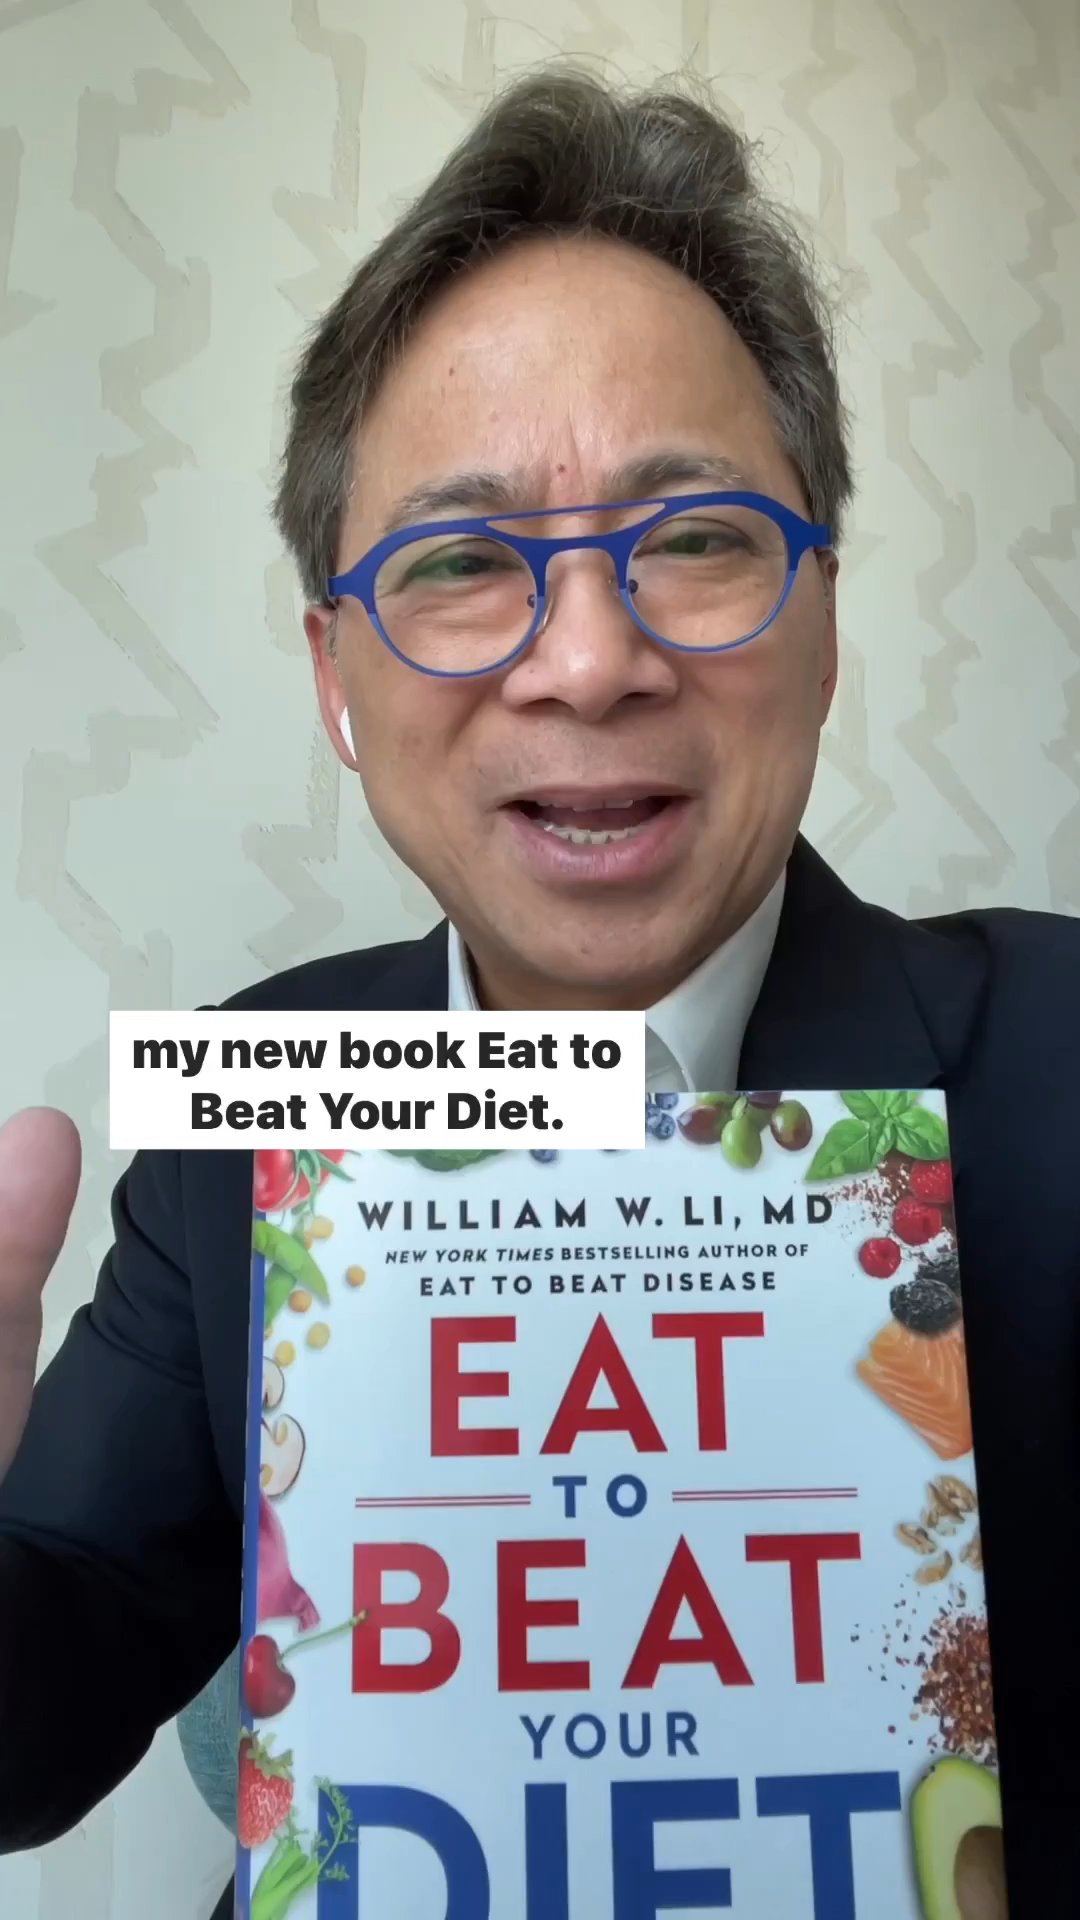 my new book Eat to
Beat Your Diet.
WILLIAM W. LI, MD
NEW YORK TIMES BESTSELLING AUTHOR OF
EAT TO BEAT DISEASE
EAT
TO
BEAT
YOUR
DIET